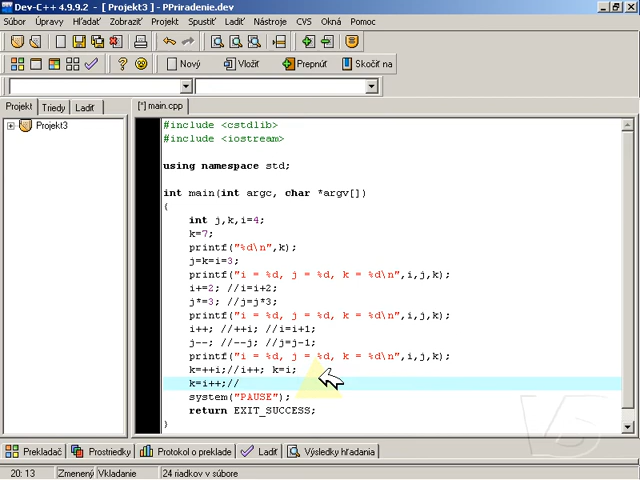 Dev-C++ 4.9.9.2 - [ Projekt3 ] - PPriradenie.dev
Súbor Úpravy Hľadať Zobraziť Projekt Spustiť Ladiť Nástroje CVS Okná Pomoc
Nový Vložiť Prepnúť Skočiť na
Projekt Triedy Ladiť [*] main.cpp
Projekt3
#include <cstdlib>
#include <iostream>
using namespace std;
int main(int argc, char *argv[])
{
int j,k,i=4;
k=7;
printf("%d\n",k);
j=k=i=3;
printf("i = %d, j = %d, k = %d\n",i,j,k);
i+=2; //i=i+2;
j*=3; //j=j*3;
printf("i = %d, j = %d, k = %d\n",i,j,k);
i++; //++i; //i=i+1;
j--; //--j; //j=j-1;
printf("i = %d, j = %d, k = %d\n",i,j,k);
k=++i;//i++; k=i;
k=i++;//
system("PAUSE");
return EXIT_SUCCESS;
}
Prekladač Prostriedky Protokol o preklade Ladiť Výsledky hľadania
20: 13 Zmenený Vkladanie 24 riadkov v súbore